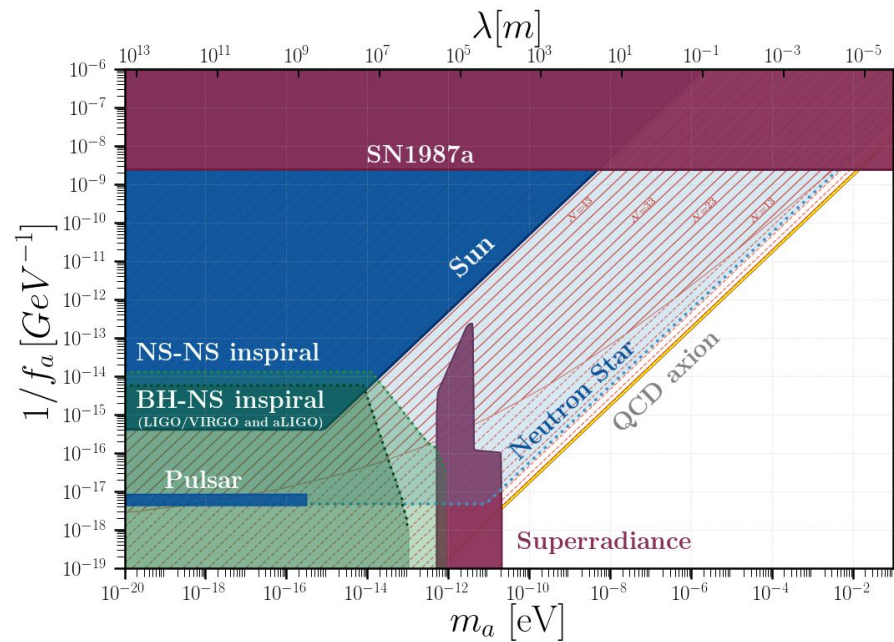 λ[m]
10^13 10^11 10^9 10^7 10^5 10^3 10^1 10^-1 10^-3 10^-5
10^-6
10^-7
10^-8
SN1987a
10^-9
N=43 N=33 N=23 N=13
10^-10
Sun
10^-11
1/f_a [GeV^-1]
10^-12
10^-13
NS-NS inspiral
10^-14
BH-NS inspiral
(LIGO/VIRGO and aLIGO)
10^-15
Neutron Star
QCD axion
10^-16
Pulsar
10^-17
10^-18
Superradiance
10^-19
10^-20 10^-18 10^-16 10^-14 10^-12 10^-10 10^-8 10^-6 10^-4 10^-2
m_a [eV]